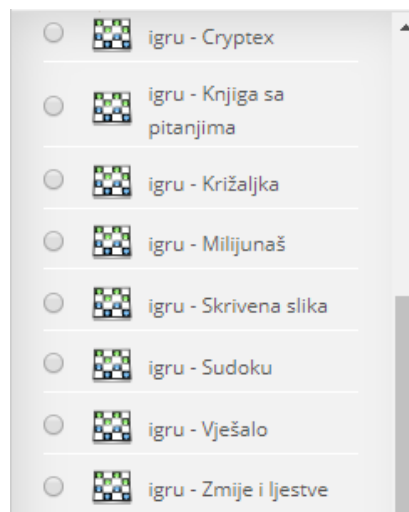 igru - Cryptex
igru - Knjiga sa
pitanjima
igru - Križaljka
igru - Milijunaš
igru - Skrivena slika
igru - Sudoku
igru - Vješalo
igru - Zmije i ljestve